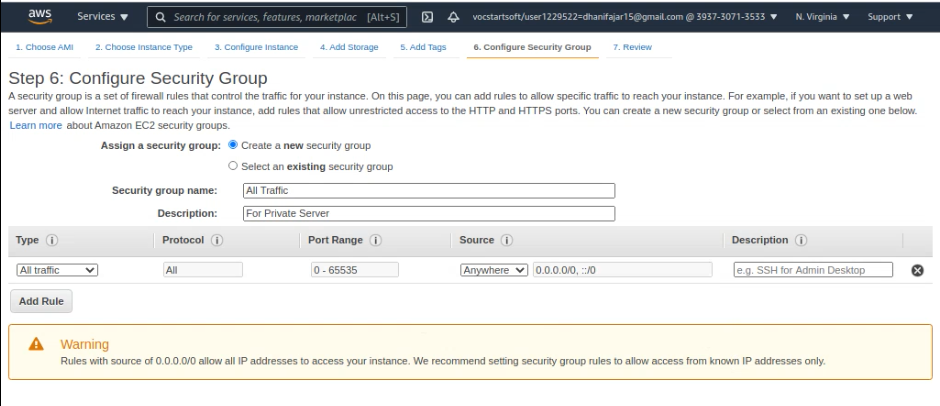 aws Services ▼ Search for services, features, marketplac [Alt+S] vocstartsoft/user1229522=dhanifajar15@gmail.com @ 3937-3071-3533 ▼ N. Virginia ▼ Support ▼
1. Choose AMI 2. Choose Instance Type 3. Configure Instance 4. Add Storage 5. Add Tags 6. Configure Security Group 7. Review
Step 6: Configure Security Group
A security group is a set of firewall rules that control the traffic for your instance. On this page, you can add rules to allow specific traffic to reach your instance. For example, if you want to set up a web
server and allow Internet traffic to reach your instance, add rules that allow unrestricted access to the HTTP and HTTPS ports. You can create a new security group or select from an existing one below.
Learn more about Amazon EC2 security groups.
Assign a security group: Create a new security group
Select an existing security group
Security group name: All Traffic
Description: For Private Server
Type i Protocol i Port Range i Source i Description i
All traffic All 0 - 65535 Anywhere 0.0.0.0/0, ::/0 e.g. SSH for Admin Desktop
Add Rule
Warning
Rules with source of 0.0.0.0/0 allow all IP addresses to access your instance. We recommend setting security group rules to allow access from known IP addresses only.